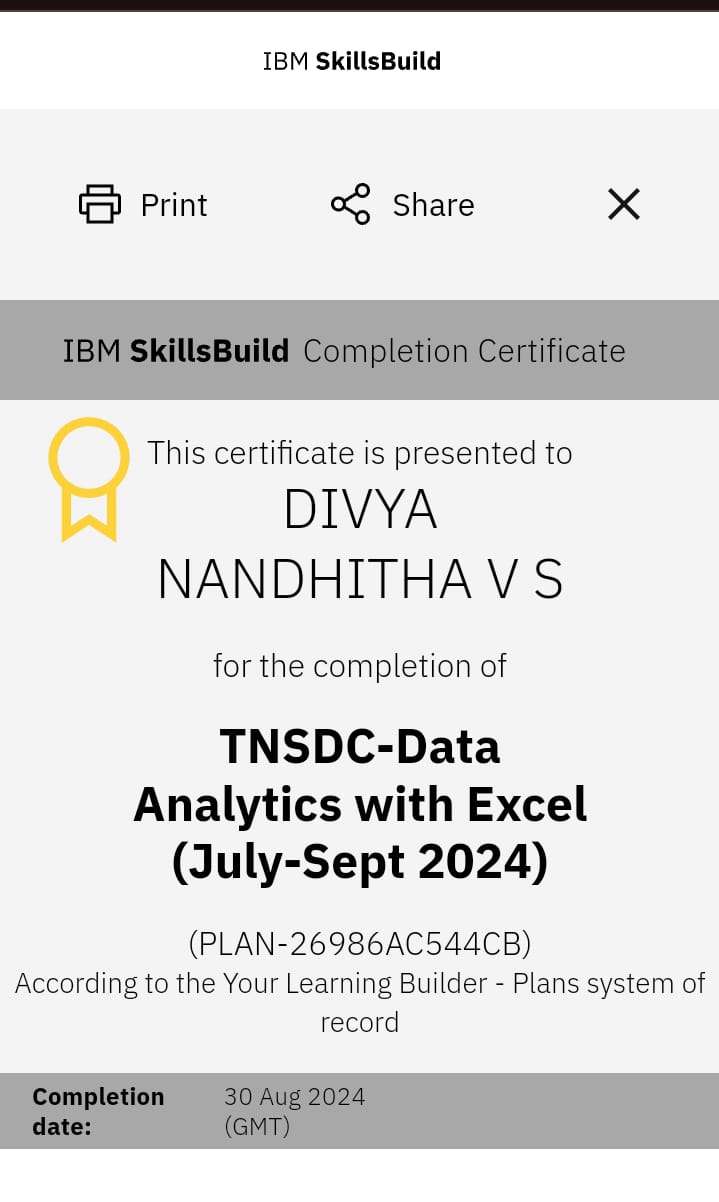 IBM SkillsBuild
Print
Share
IBM SkillsBuild Completion Certificate
This certificate is presented to
DIVYA
NANDHITHA V S
for the completion of
TNSDC-Data
Analytics with Excel
(July-Sept 2024)
(PLAN-26986AC544CB)
According to the Your Learning Builder - Plans system of
record
Completion
date:
30 Aug 2024
(GMT)